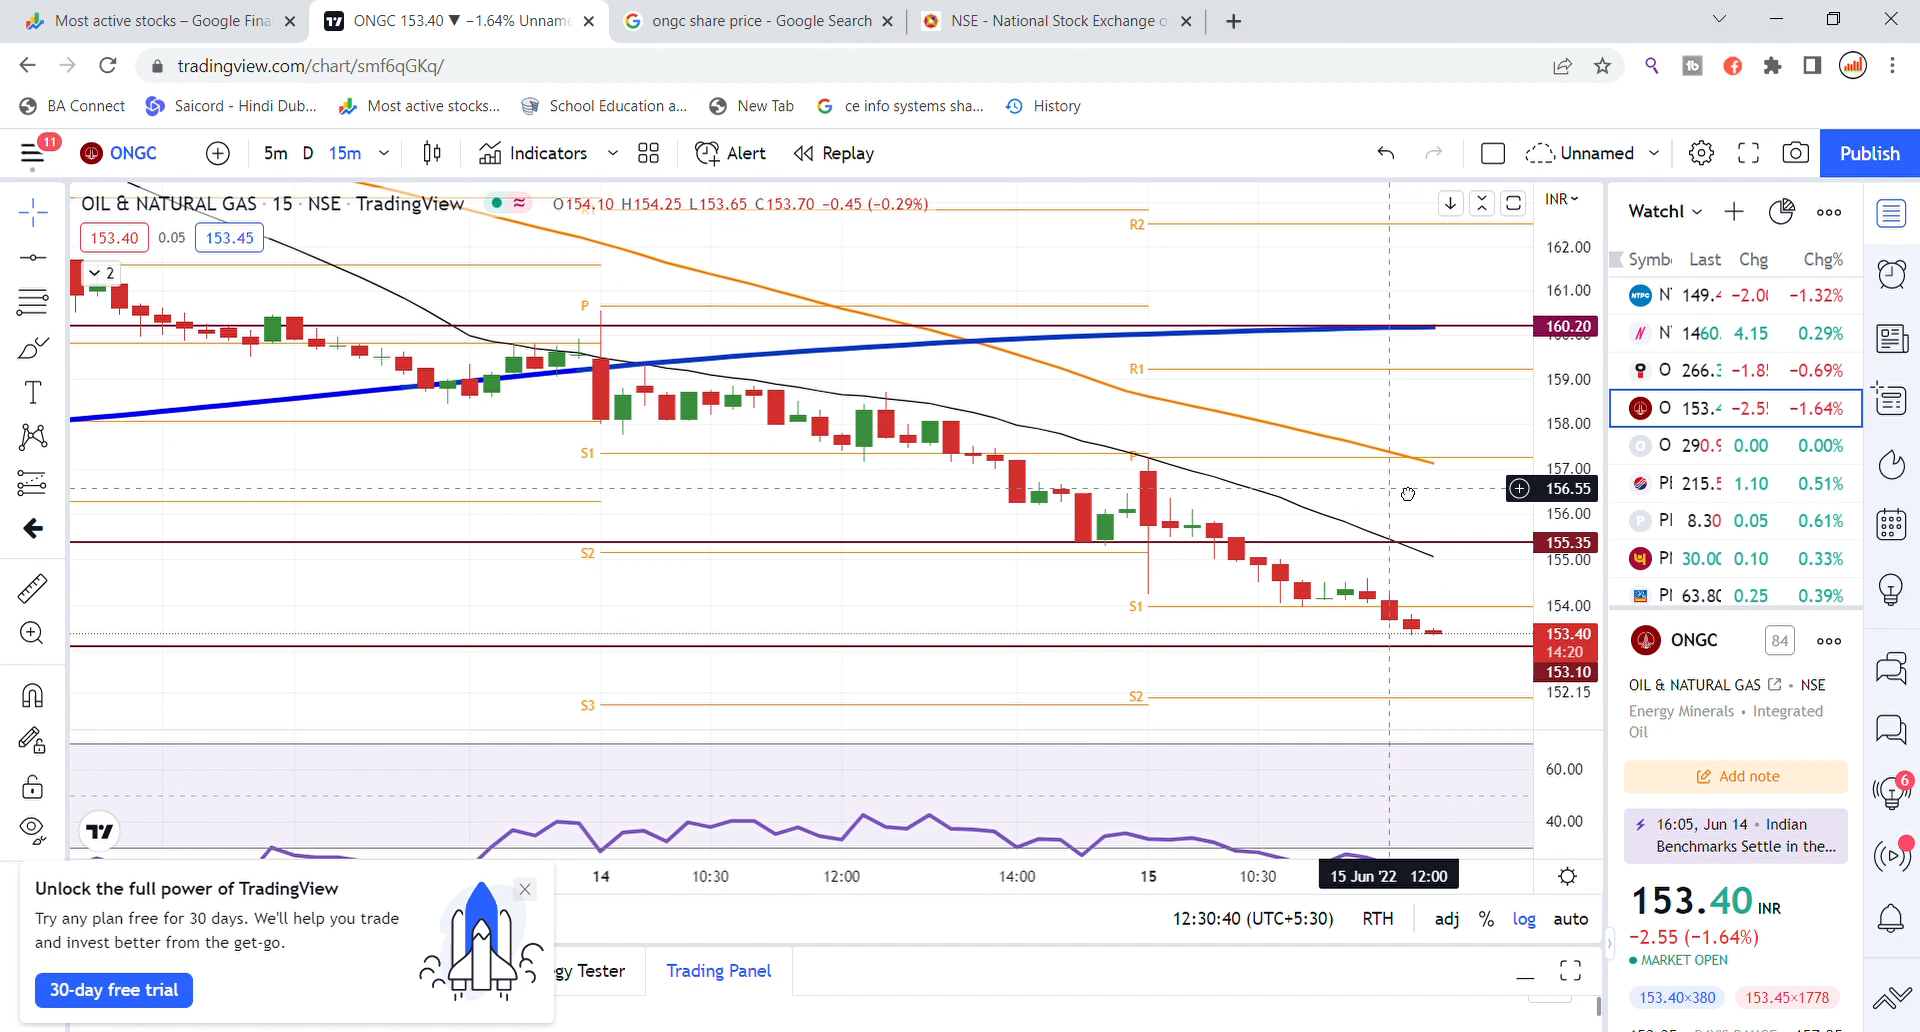 Most active stocks – Google Fina
ONGC 153.40 ▼ −1.64% Unname
ongc share price - Google Search
NSE - National Stock Exchange o
tradingview.com/chart/smf6qGKq/
BA Connect
Saicord - Hindi Dub...
Most active stocks...
School Education a...
New Tab
ce info systems sha...
History
11
ONGC
5m D 15m
Indicators
Alert
Replay
Unnamed
Publish
OIL & NATURAL GAS · 15 · NSE · TradingView
O154.10 H154.25 L153.65 C153.70 −0.45 (−0.29%)
153.40 0.05 153.45
2
INR
R1
R2
P
R1
S1
P
S2
S1
S3
S2
162.00
161.00
160.20
160.00
159.00
158.00
157.00
156.55
156.00
155.35
155.00
154.00
153.40
14:20
153.10
152.15
60.00
40.00
14 10:30 12:00 14:00 15 10:30 15 Jun '22 12:00
12:30:40 (UTC+5:30) RTH adj % log auto
gy Tester
Trading Panel
Unlock the full power of TradingView
Try any plan free for 30 days. We'll help you trade
and invest better from the get-go.
30-day free trial
Watchl
Symb Last Chg Chg%
149. −2.0 −1.32%
1460. 4.15 0.29%
O 266. −1.8 −0.69%
O 153. −2.5 −1.64%
O 290.9 0.00 0.00%
215.5 1.10 0.51%
8.30 0.05 0.61%
30.00 0.10 0.33%
63.80 0.25 0.39%
ONGC 84
OIL & NATURAL GAS • NSE
Energy Minerals • Integrated
Oil
Add note
16:05, Jun 14 • Indian
Benchmarks Settle in the...
153.40 INR
−2.55 (−1.64%)
MARKET OPEN
153.40×380 153.45×1778
6